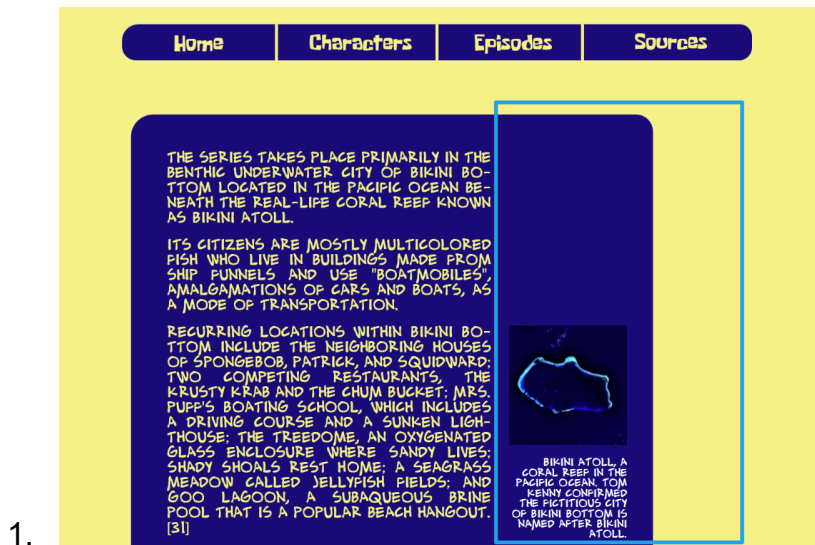 Home Characters Episodes Sources
THE SERIES TAKES PLACE PRIMARILY IN THE
BENTHIC UNDERWATER CITY OF BIKINI BO-
TTOM LOCATED IN THE PACIFIC OCEAN BE-
NEATH THE REAL-LIFE CORAL REEF KNOWN
AS BIKINI ATOLL.
ITS CITIZENS ARE MOSTLY MULTICOLORED
FISH WHO LIVE IN BUILDINGS MADE FROM
SHIP FUNNELS AND USE "BOATMOBILES",
AMALGAMATIONS OF CARS AND BOATS, AS
A MODE OF TRANSPORTATION.
RECURRING LOCATIONS WITHIN BIKINI BO-
TTOM INCLUDE THE NEIGHBORING HOUSES
OF SPONGEBOB, PATRICK, AND SQUIDWARD;
TWO COMPETING RESTAURANTS, THE
KRUSTY KRAB AND THE CHUM BUCKET; MRS.
PUFF'S BOATING SCHOOL, WHICH INCLUDES
A DRIVING COURSE AND A SUNKEN LIGH-
THOUSE; THE TREEDOME, AN OXYGENATED
GLASS ENCLOSURE WHERE SANDY LIVES;
SHADY SHOALS REST HOME; A SEAGRASS
MEADOW CALLED JELLYFISH FIELDS; AND
GOO LAGOON, A SUBAQUEOUS BRINE
POOL THAT IS A POPULAR BEACH HANGOUT.
[31]
BIKINI ATOLL, A
CORAL REEF IN THE
PACIFIC OCEAN. TOM
KENNY CONFIRMED
THE FICTITIOUS CITY
OF BIKINI BOTTOM IS
NAMED AFTER BIKINI
ATOLL.
1.